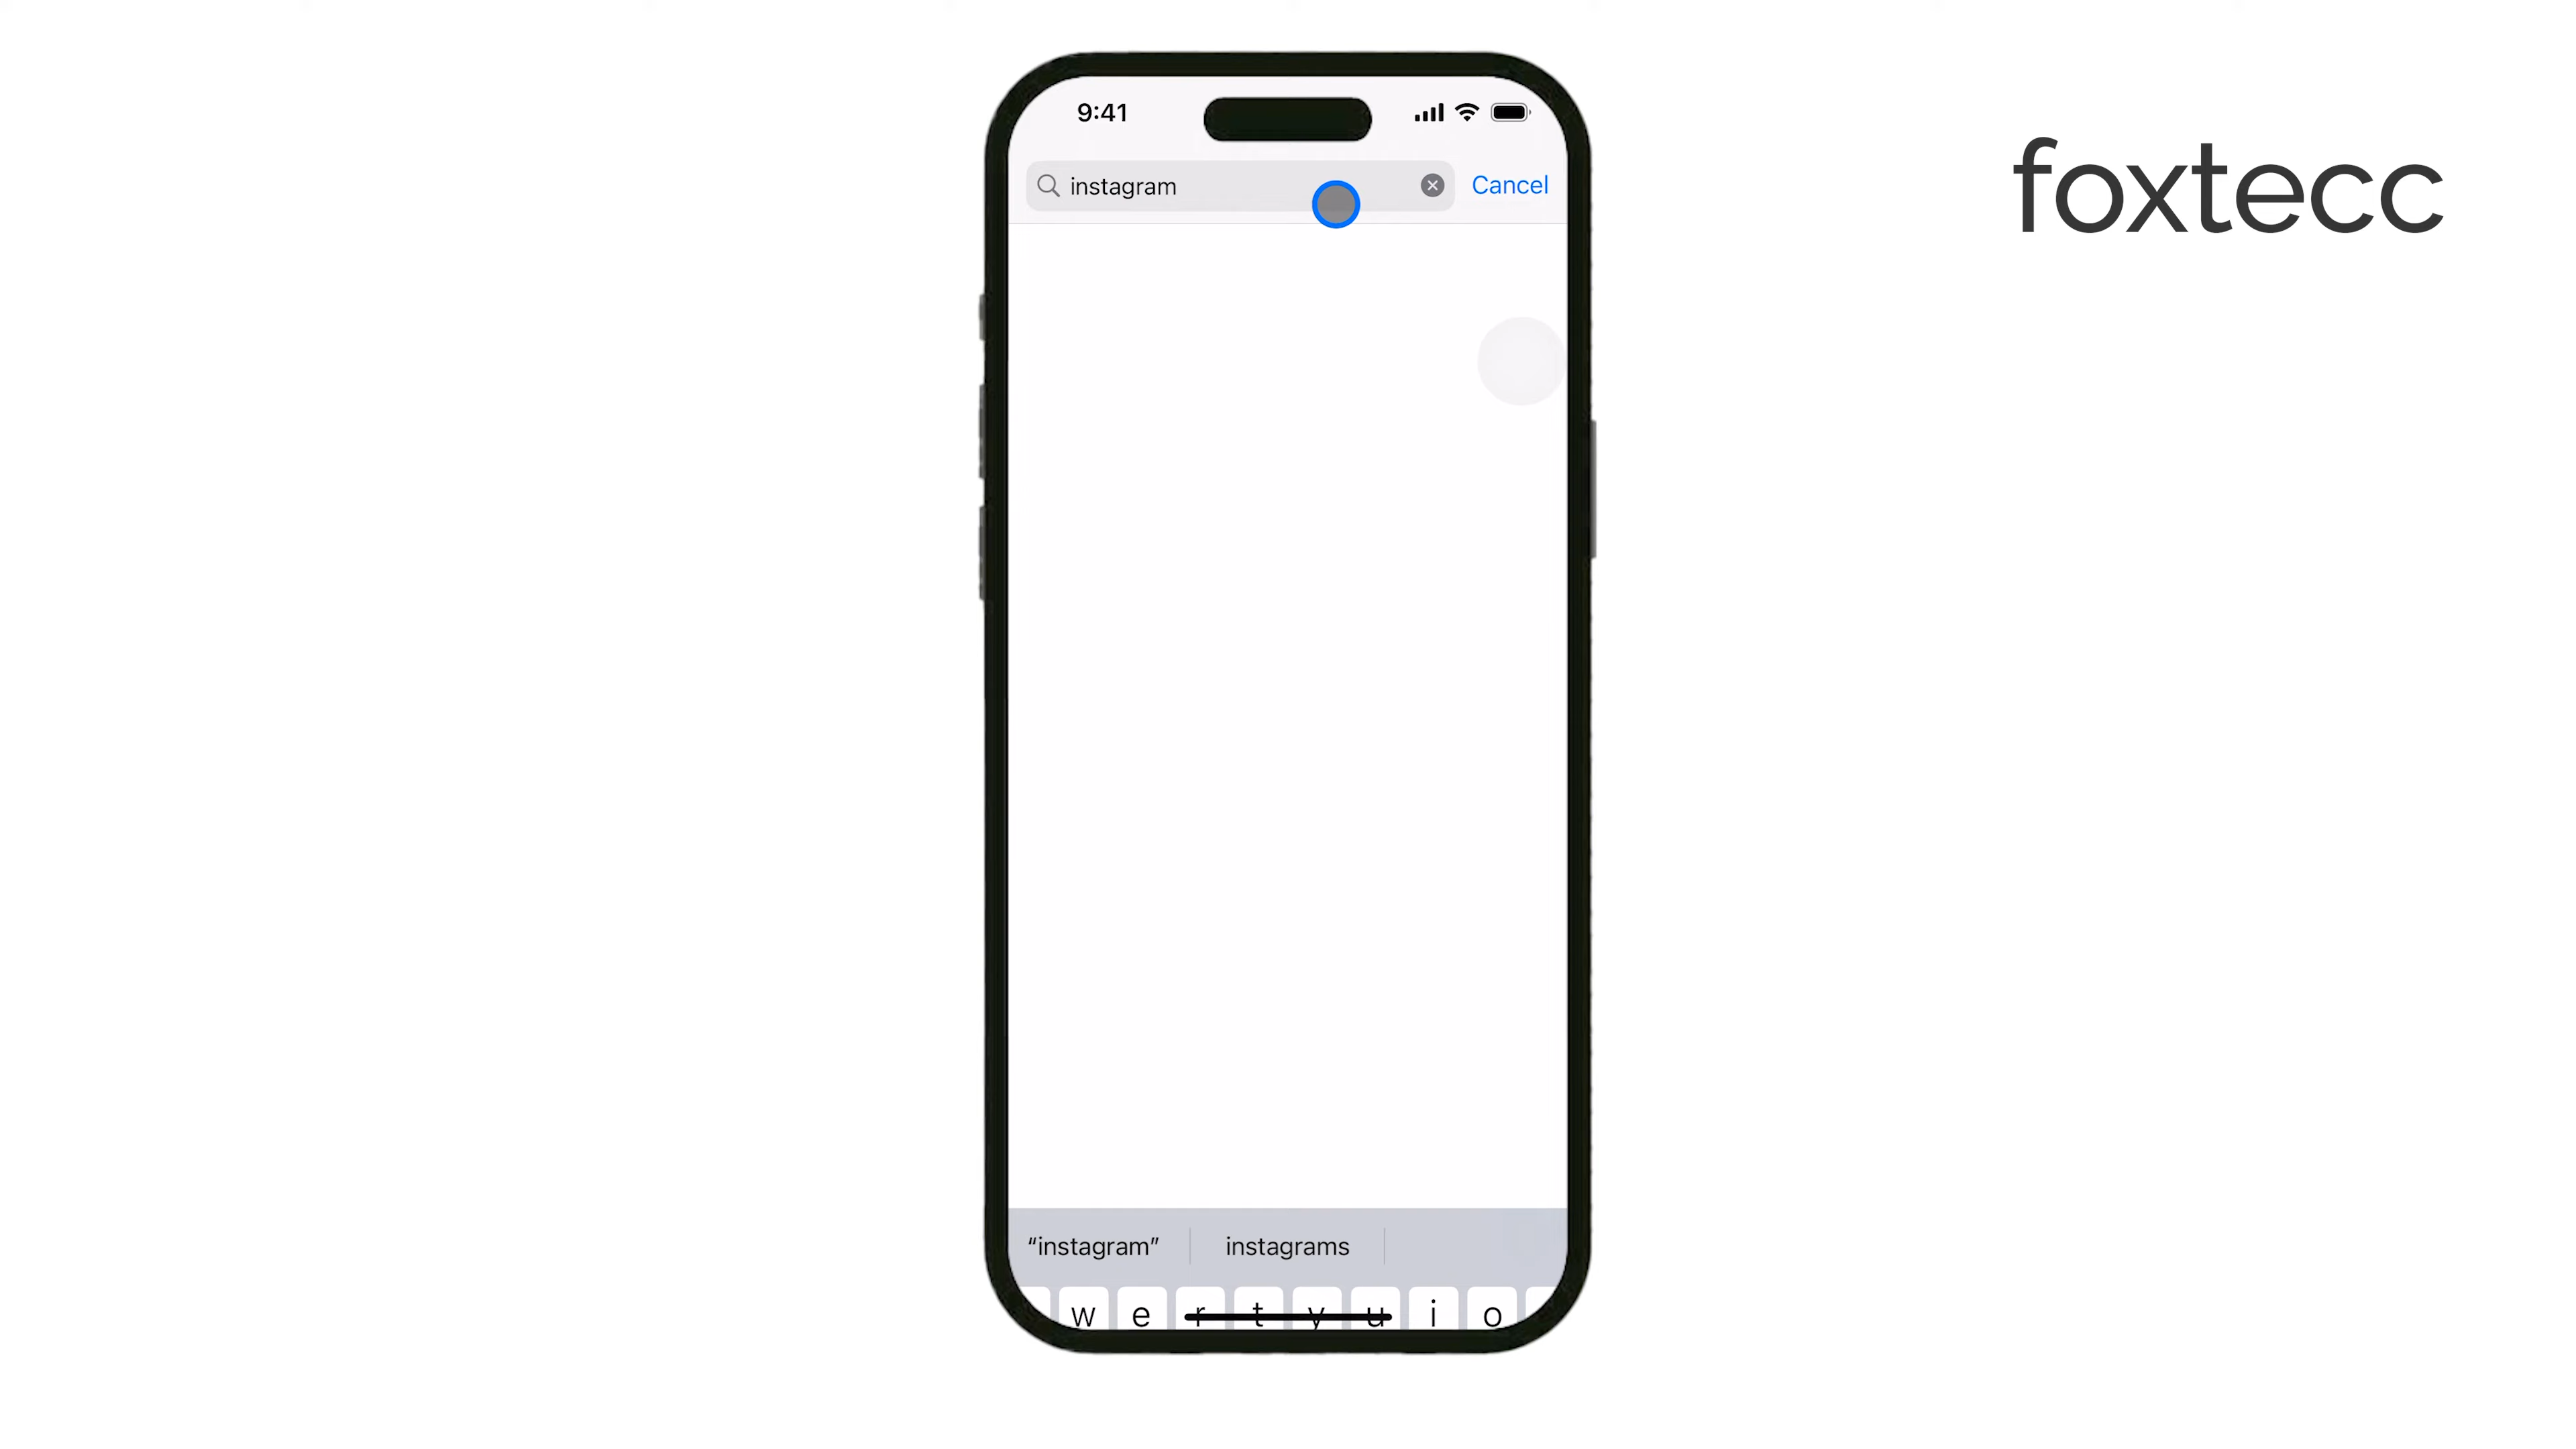 9:41
foxtecc
instagram
Cancel
“instagram”
instagrams
w e r t y u i o